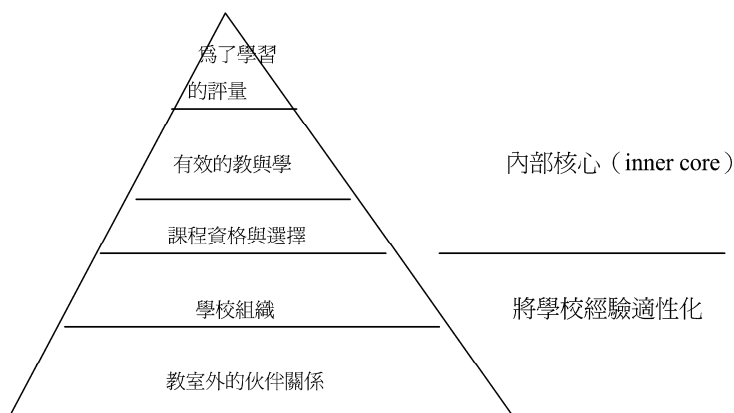 為了學習
的評量
有效的教與學
內部核心（inner core）
課程資格與選擇
學校組織
將學校經驗適性化
教室外的伙伴關係